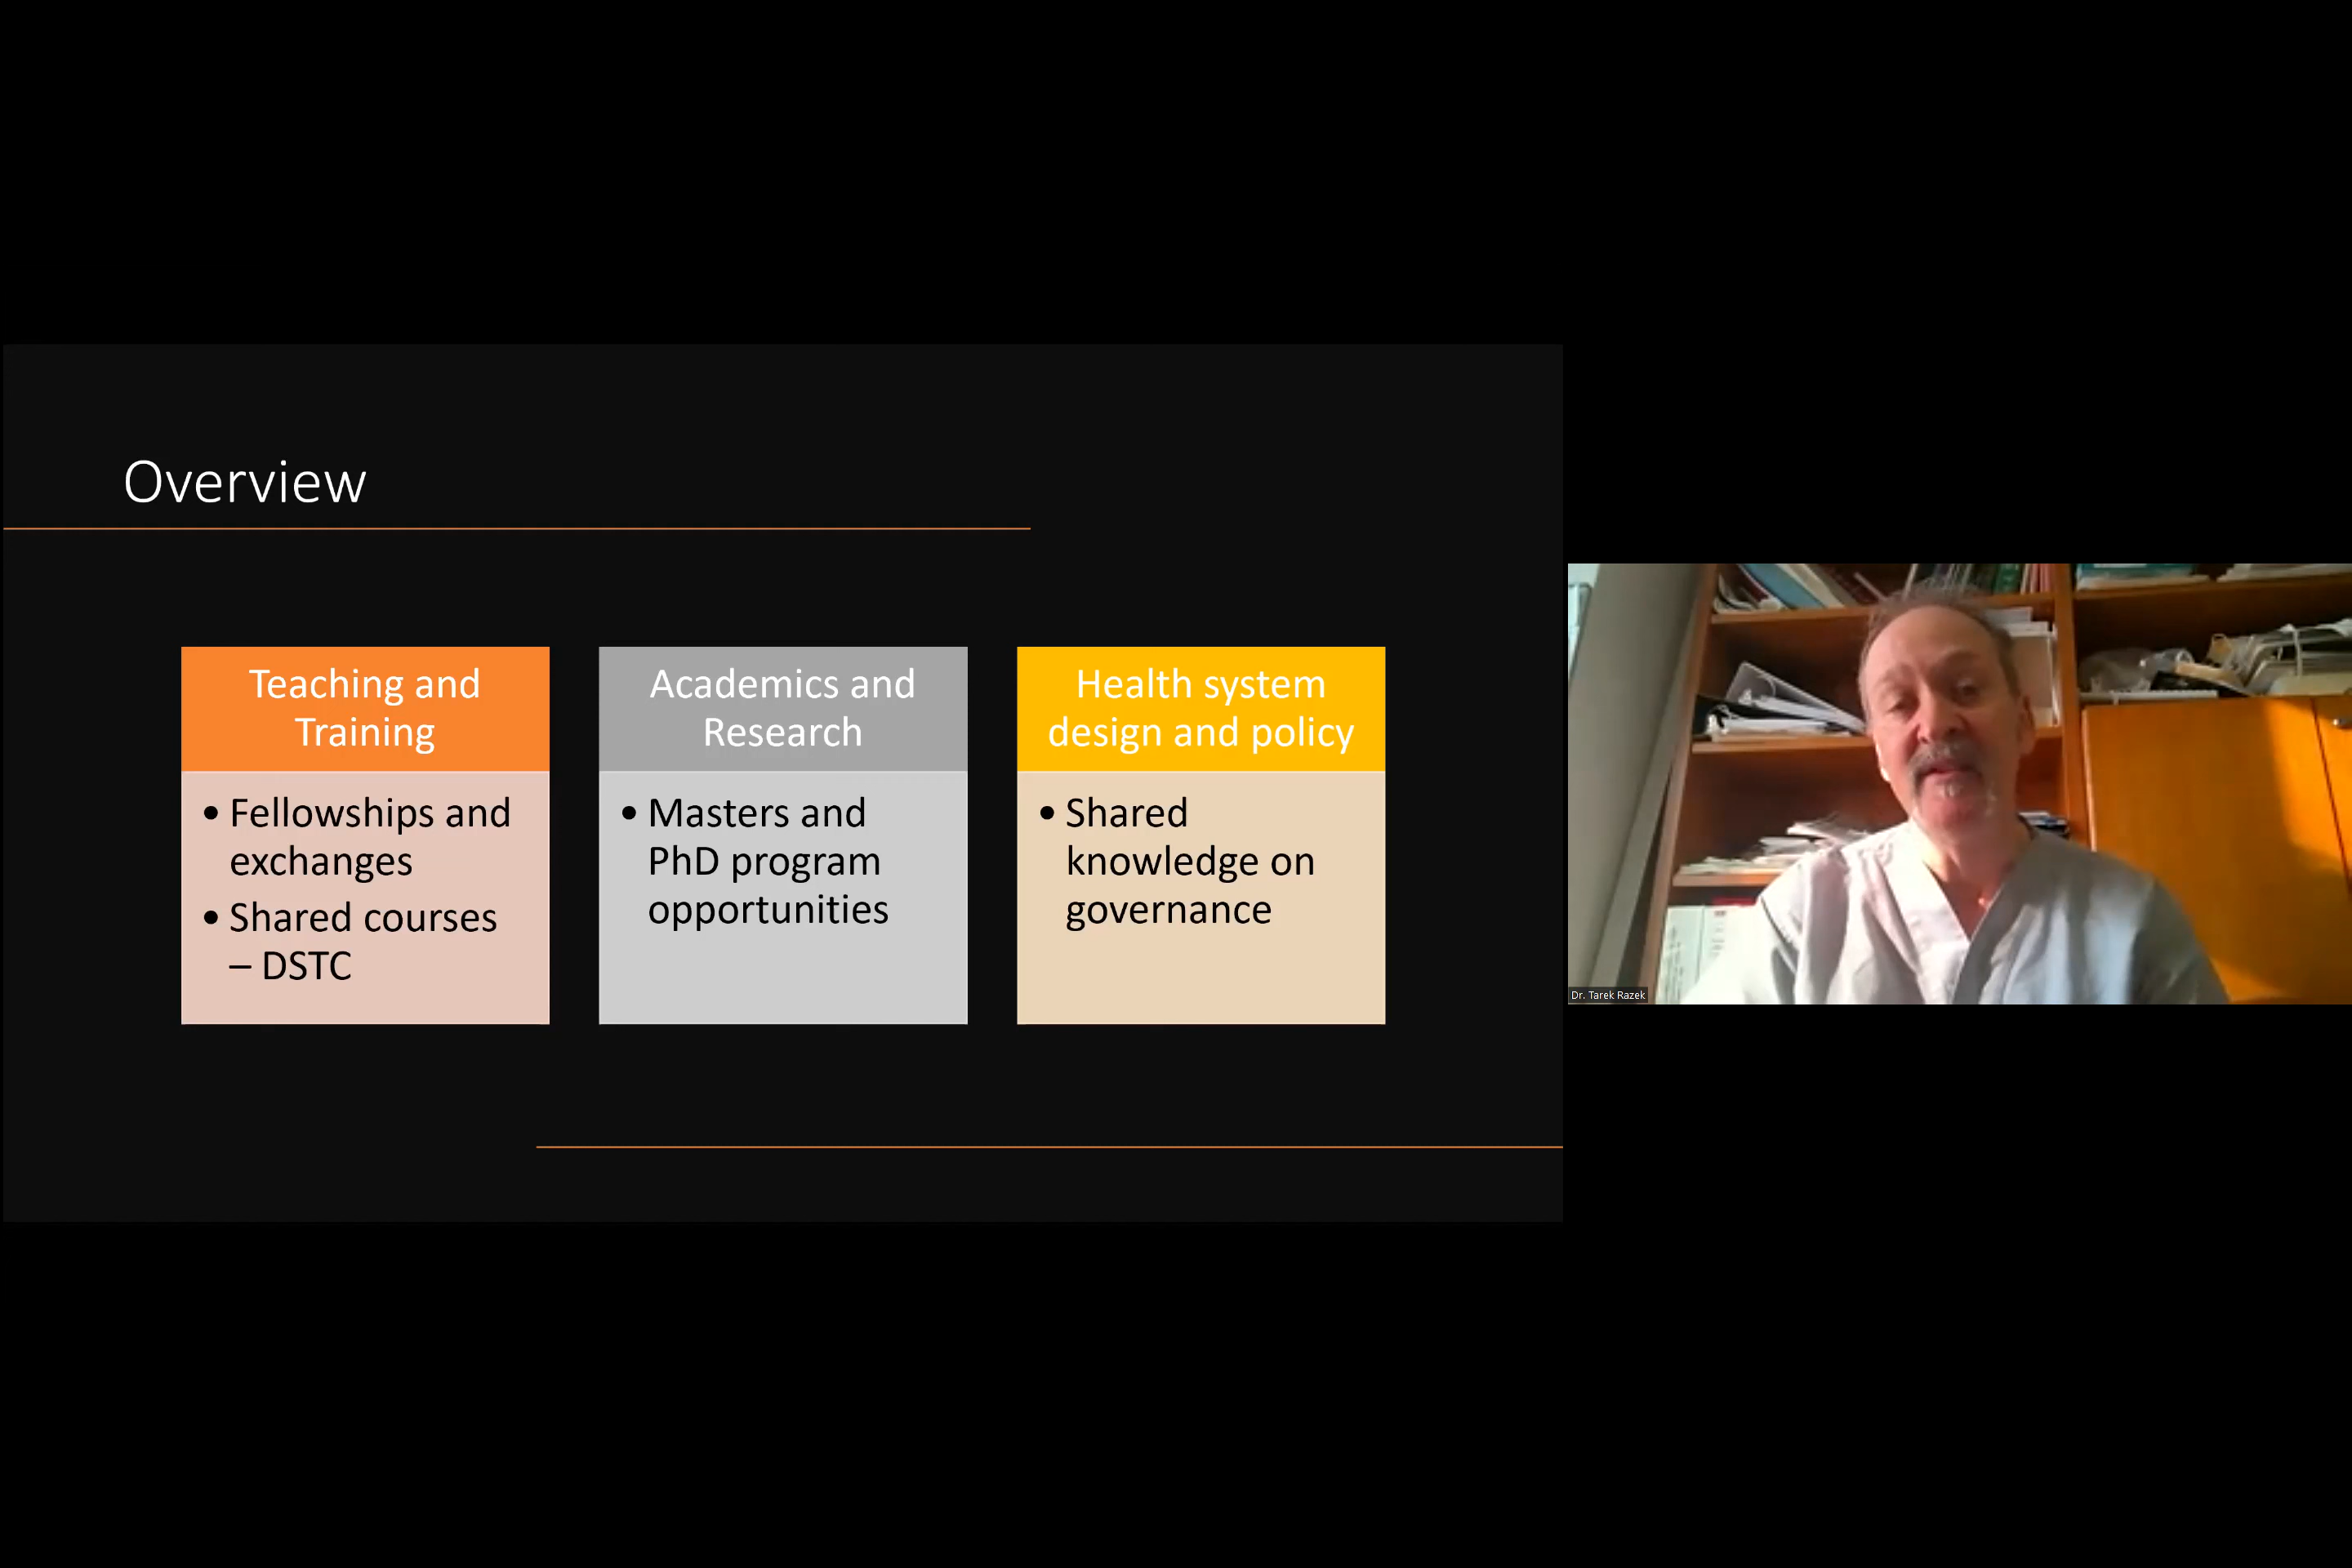 Overview
Teaching and
Training
• Fellowships and
exchanges
• Shared courses
– DSTC
Academics and
Research
• Masters and
PhD program
opportunities
Health system
design and policy
• Shared
knowledge on
governance
Dr. Tarek Razek